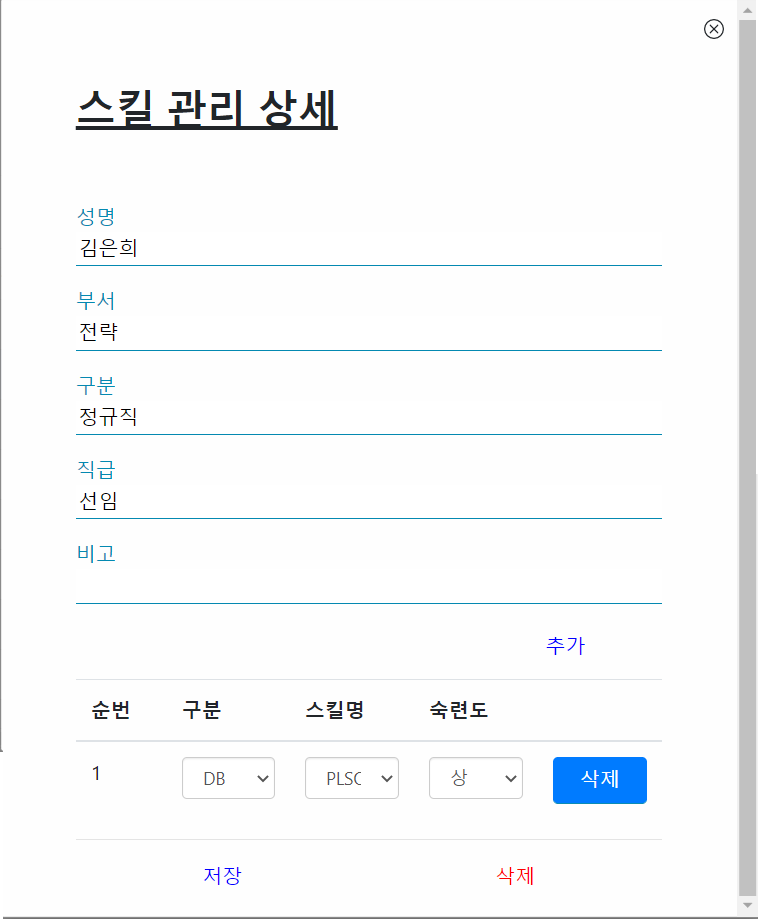 스킬 관리 상세
성명
김은희
부서
전략
구분
정규직
직급
선임
비고
추가
순번 구분 스킬명 숙련도
1 DB 상 삭제
저장 삭제